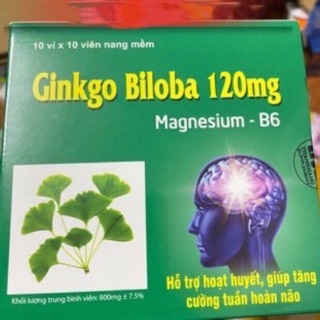 10 vỉ x 10 viên nang mềm
Ginkgo Biloba 120mg
Magnesium - B6
Hỗ trợ hoạt huyết, giúp tăng
cường tuần hoàn não
Khối lượng trung bình viên: 800mg ± 7.5%